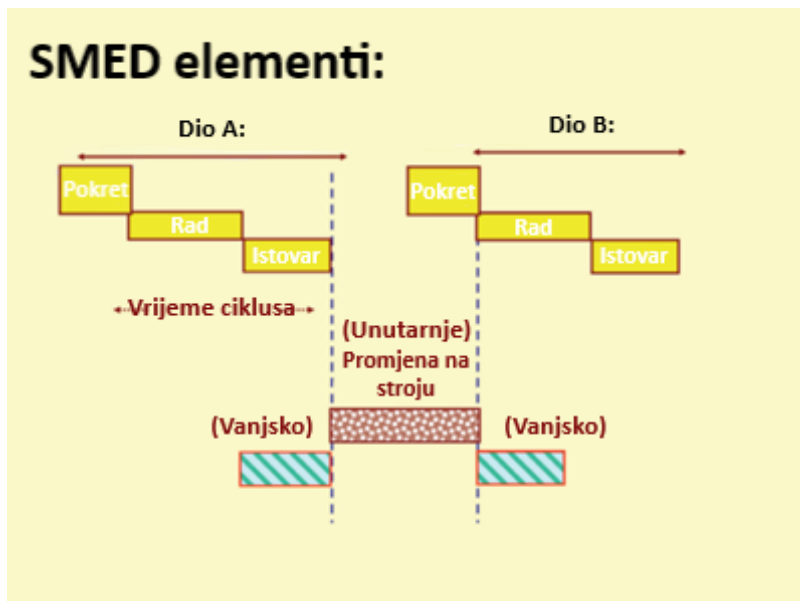 SMED elementi:
Dio A:
Dio B:
Pokret
Rad
Istovar
Pokret
Rad
Istovar
Vrijeme ciklusa
(Unutarnje)
Promjena na
stroju
(Vanjsko)
(Vanjsko)